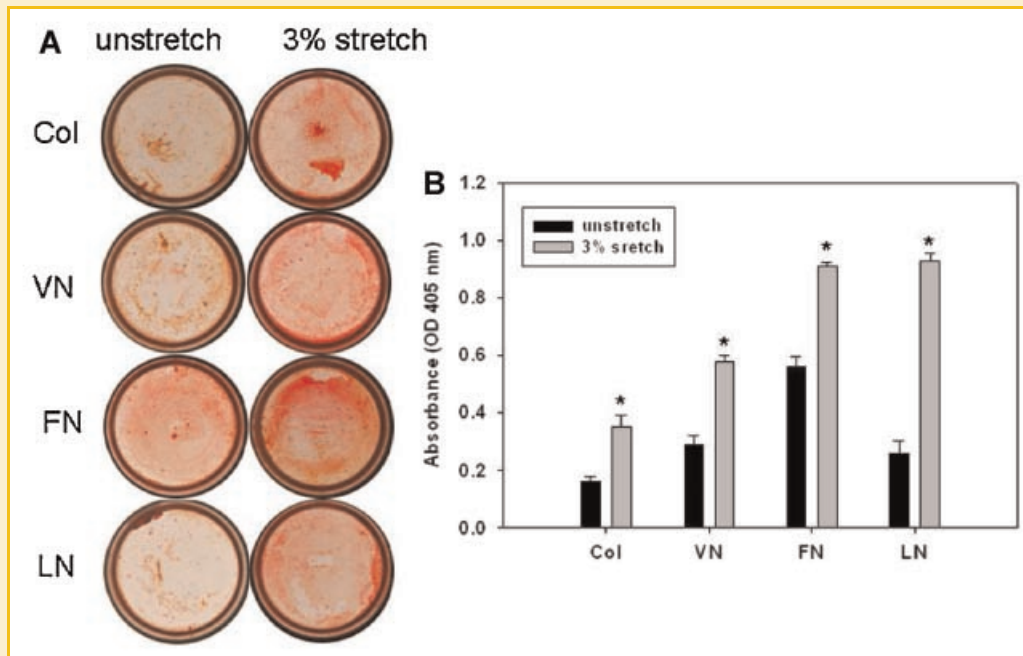 A unstretch 3% stretch
Col
VN
FN
LN
B
Absorbance (OD 405 nm)
1.2
1.0
0.8
0.6
0.4
0.2
0.0
unstretch
3% sretch
*
*
*
*
Col VN FN LN